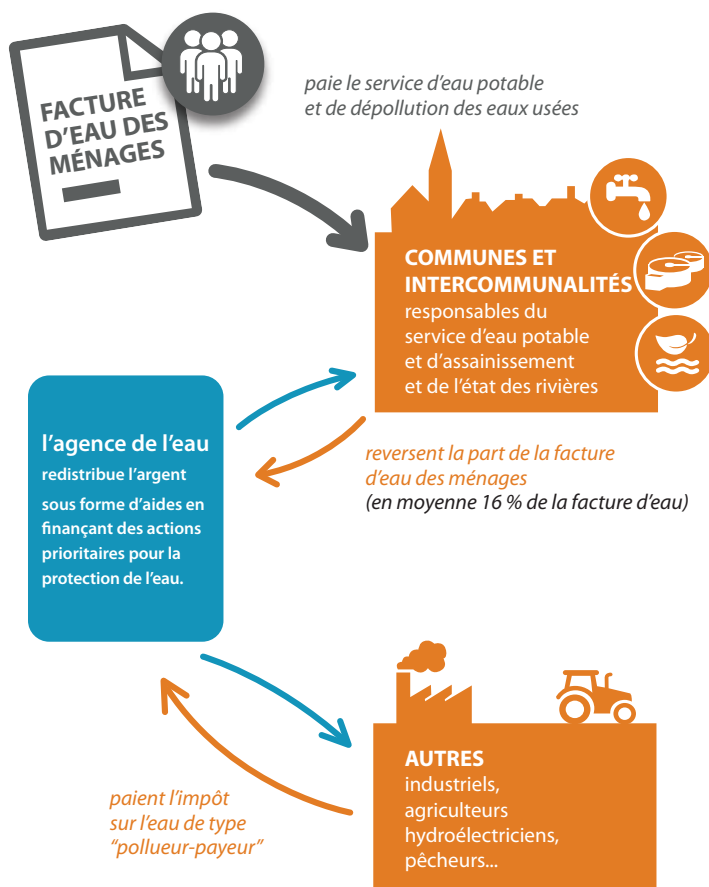 FACTURE
D'EAU DES
MÉNAGES
paie le service d'eau potable
et de dépollution des eaux usées
COMMUNES ET
INTERCOMMUNALITÉS
responsables du
service d'eau potable
et d'assainissement
et de l'état des rivières
l'agence de l'eau
redistribue l'argent
sous forme d'aides en
finançant des actions
prioritaires pour la
protection de l'eau.
reversent la part de la facture
d'eau des ménages
(en moyenne 16 % de la facture d'eau)
AUTRES
industriels,
agriculteurs
hydroélectriciens,
pêcheurs...
paient l'impôt
sur l'eau de type
“pollueur-payeur”